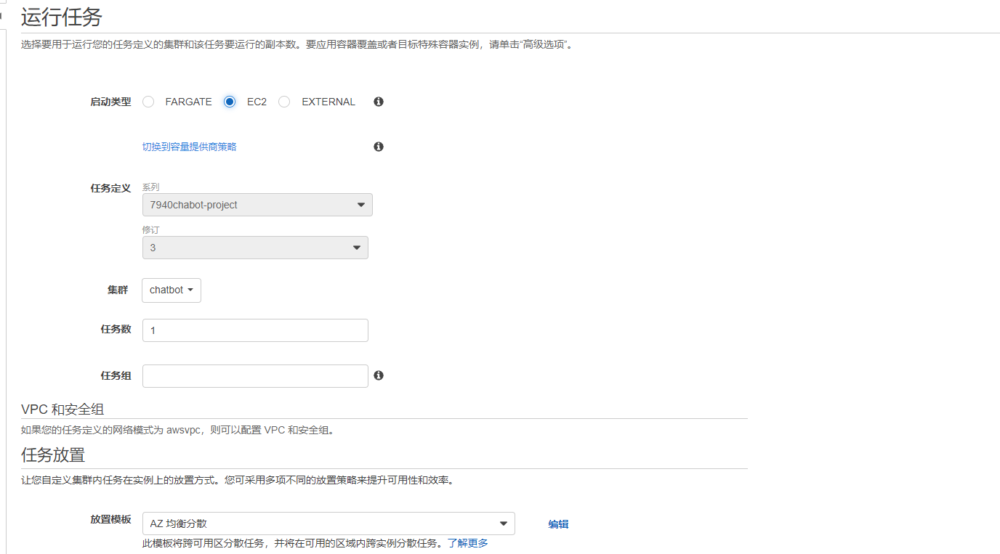 运行任务
选择要用于运行您的任务定义的集群和该任务要运行的副本数。要应用容器覆盖或者目标特殊容器实例，请单击“高级选项”。
启动类型 FARGATE EC2 EXTERNAL
切换到容量提供商策略
任务定义 系列
7940chabot-project
修订
3
集群 chatbot
任务数 1
任务组
VPC 和安全组
如果您的任务定义的网络模式为 awsvpc，则可以配置 VPC 和安全组。
任务放置
让您自定义集群内任务在实例上的放置方式。您可采用多项不同的放置策略来提升可用性和效率。
放置模板 AZ 均衡分散 编辑
此模板将跨可用区分散任务，并将在可用的区域内跨实例分散任务。了解更多